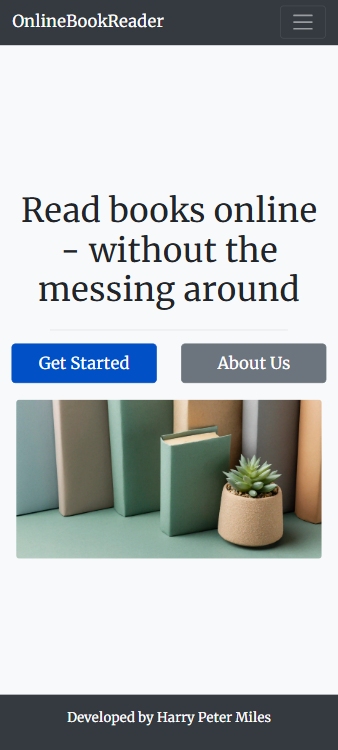 OnlineBookReader
Read books online
- without the
messing around
Get Started
About Us
Developed by Harry Peter Miles